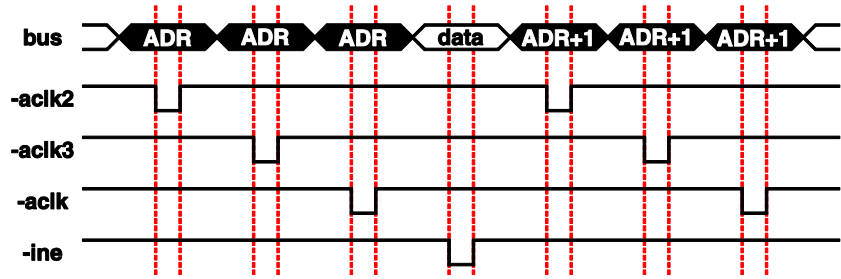 bus ADR ADR ADR data ADR+1 ADR+1 ADR+1
-aclk2
-aclk3
-aclk
-ine